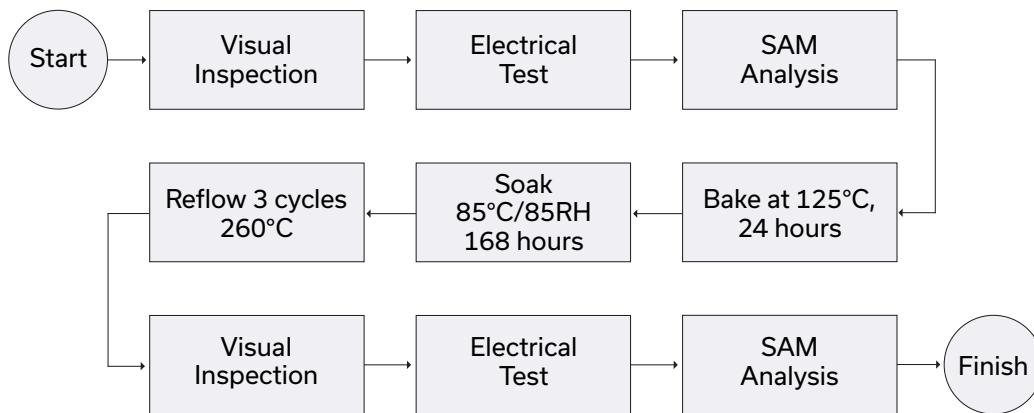 Start
Visual
Inspection
Electrical
Test
SAM
Analysis
Bake at 125°C,
24 hours
Soak
85°C/85RH
168 hours
Reflow 3 cycles
260°C
Visual
Inspection
Electrical
Test
SAM
Analysis
Finish